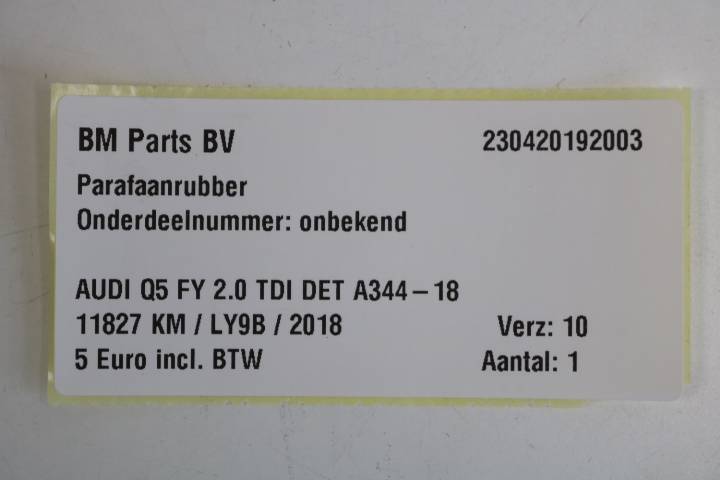 BM Parts BV 230420192003
Parafaanrubber
Onderdeelnummer: onbekend
AUDI Q5 FY 2.0 TDI DET A344-18
11827 KM / LY9B / 2018 Verz: 10
5 Euro incl. BTW Aantal: 1